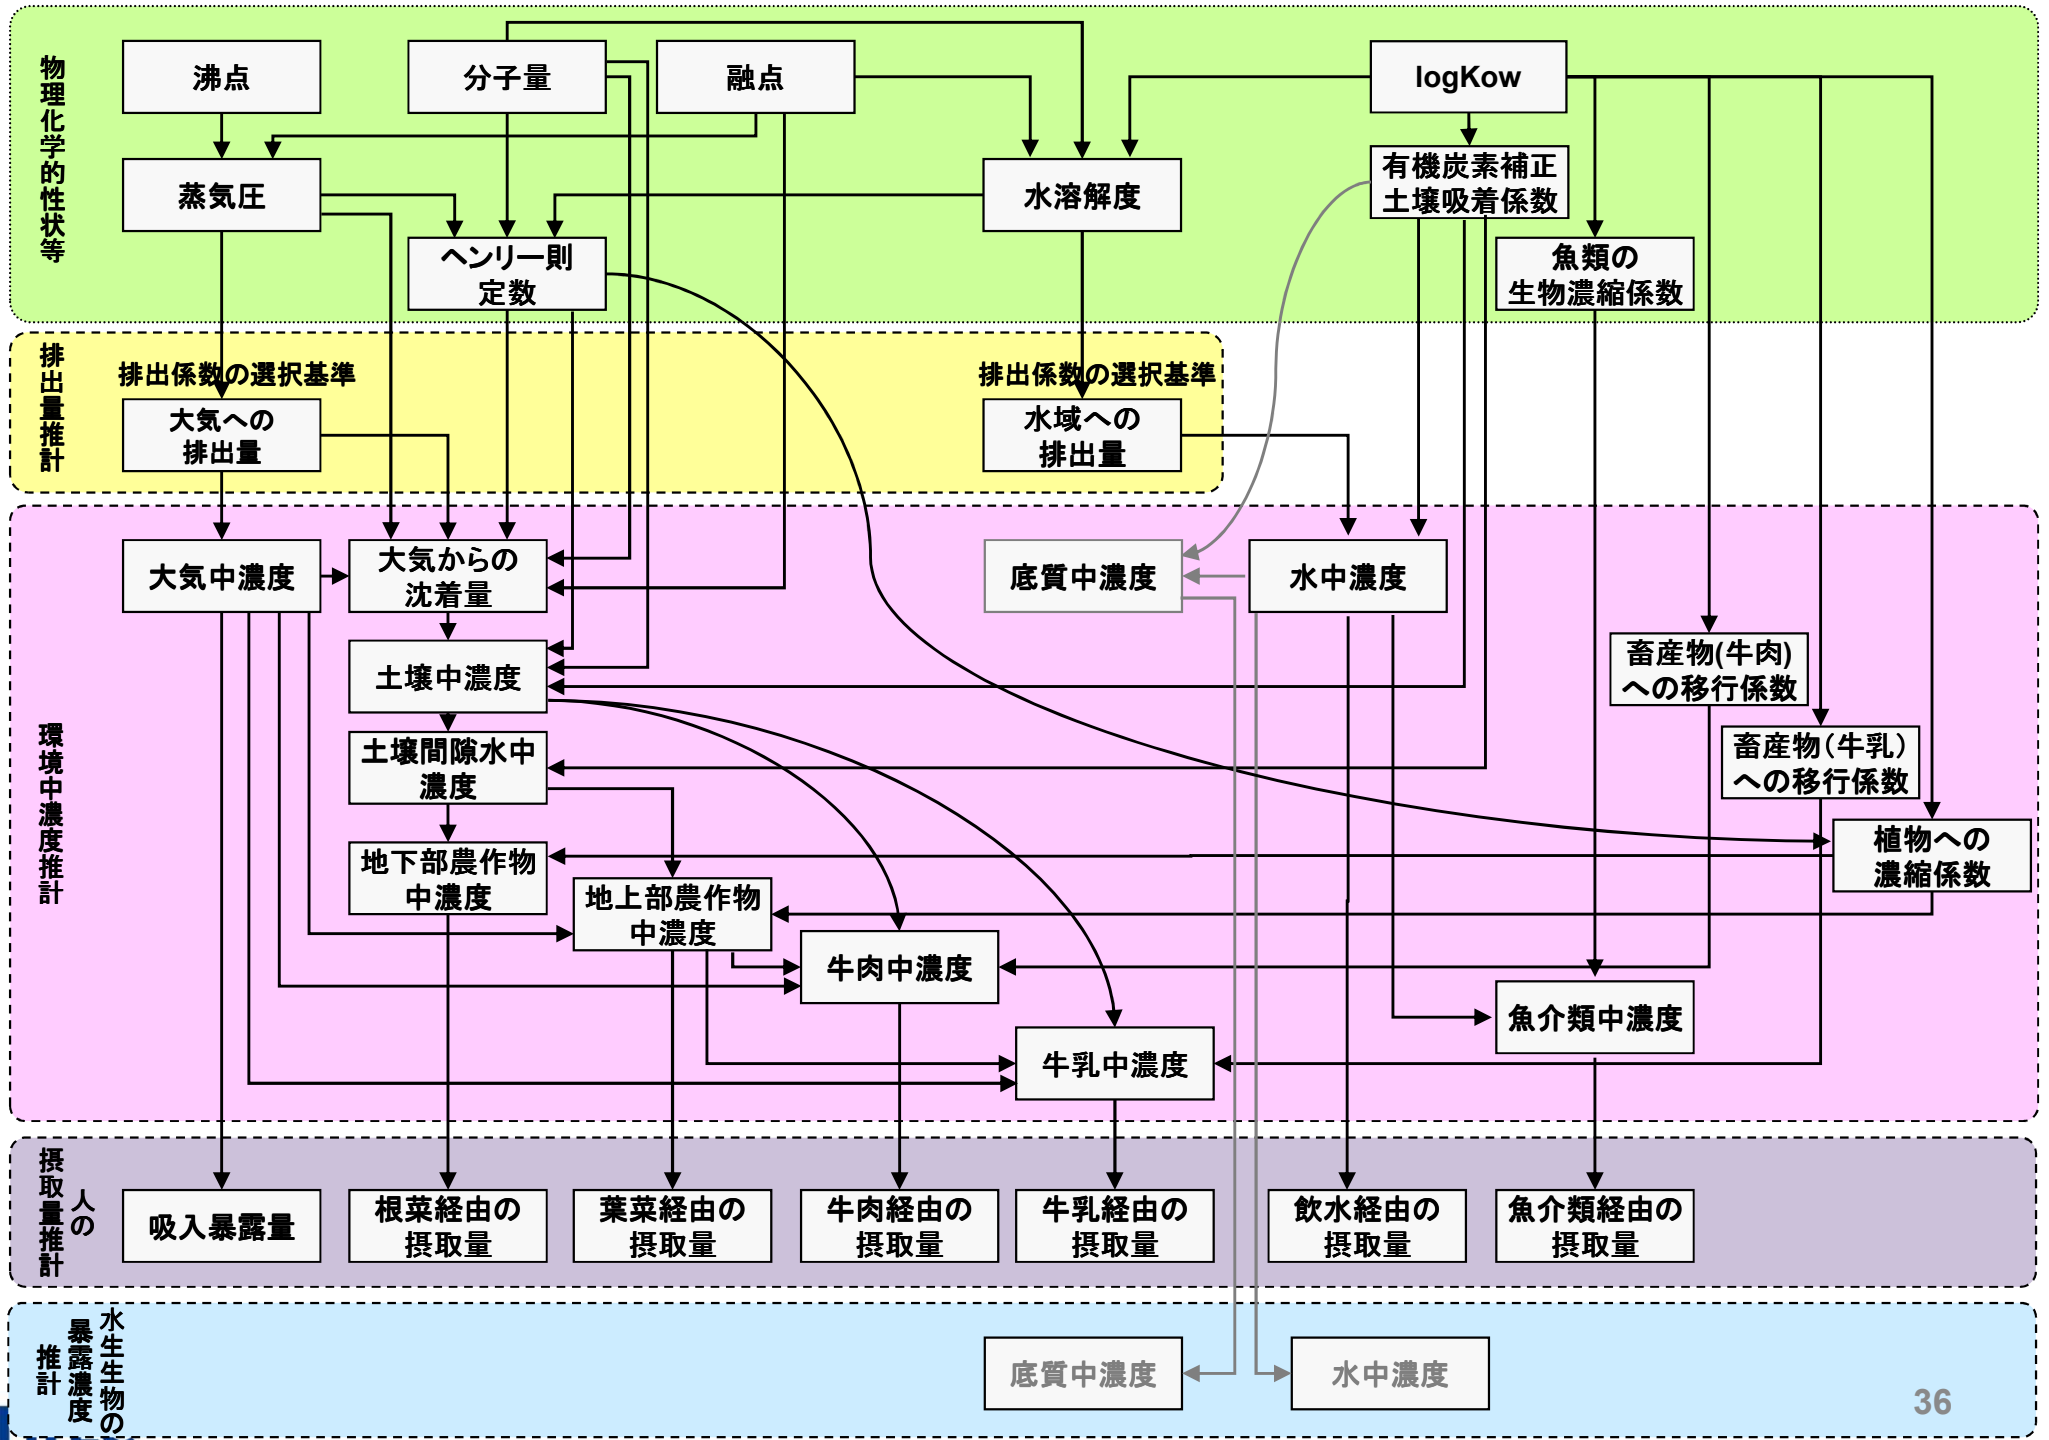 物理化学的性状等
沸点
分子量
融点
logKow
蒸気圧
水溶解度
有機炭素補正
土壌吸着係数
ヘンリー則
定数
魚類の
生物濃縮係数
排出量推計
排出係数の選択基準
排出係数の選択基準
大気への
排出量
水域への
排出量
環境中濃度推計
大気中濃度
大気からの
沈着量
底質中濃度
水中濃度
土壌中濃度
畜産物(牛肉)
への移行係数
土壌間隙水中
濃度
畜産物（牛乳）
への移行係数
地下部農作物
中濃度
植物への
濃縮係数
地上部農作物
中濃度
牛肉中濃度
魚介類中濃度
牛乳中濃度
人の
摂取量推計
吸入暴露量
根菜経由の
摂取量
葉菜経由の
摂取量
牛肉経由の
摂取量
牛乳経由の
摂取量
飲水経由の
摂取量
魚介類経由の
摂取量
水生生物の
暴露濃度
推計
底質中濃度
水中濃度
36